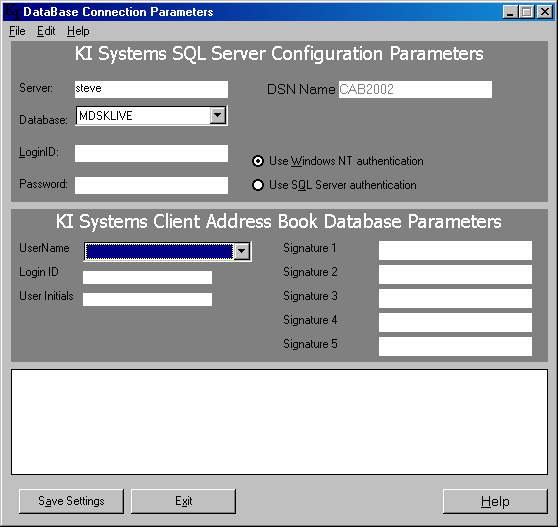 DataBase Connection Parameters
File Edit Help
KI Systems SQL Server Configuration Parameters
Server: steve DSN Name CAB2002
Database: MDSKLIVE
LoginID: Use Windows NT authentication
Password: Use SQL Server authentication
KI Systems Client Address Book Database Parameters
UserName Signature 1
Login ID Signature 2
User Initials Signature 3
Signature 4
Signature 5
Save Settings Exit Help